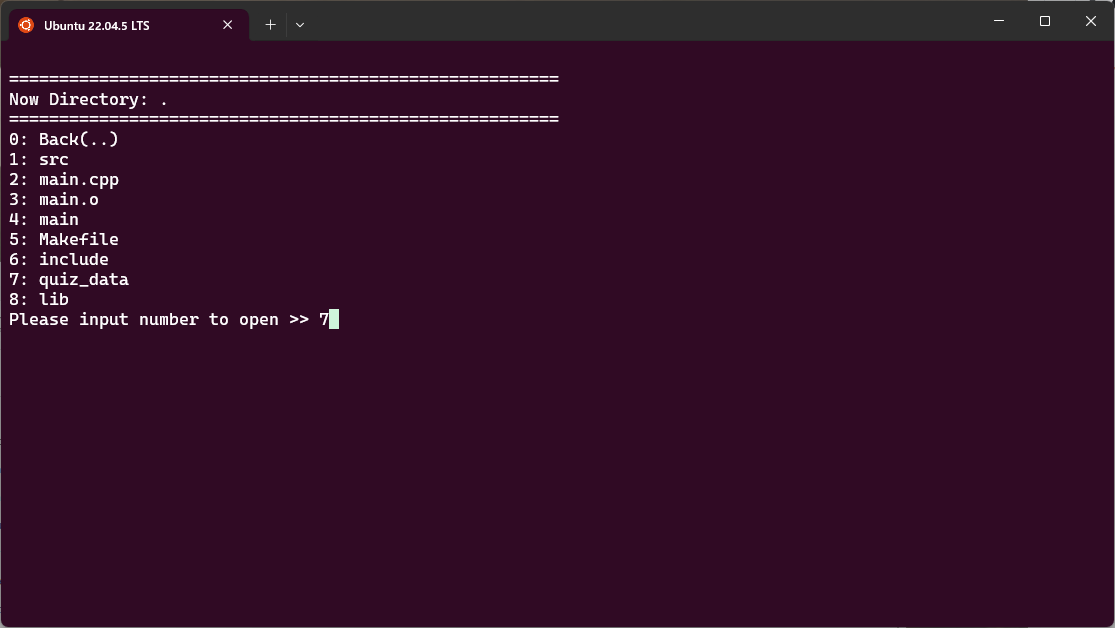 Ubuntu 22.04.5 LTS
=======================================================
Now Directory: .
=======================================================
0: Back(..)
1: src
2: main.cpp
3: main.o
4: main
5: Makefile
6: include
7: quiz_data
8: lib
Please input number to open >> 7